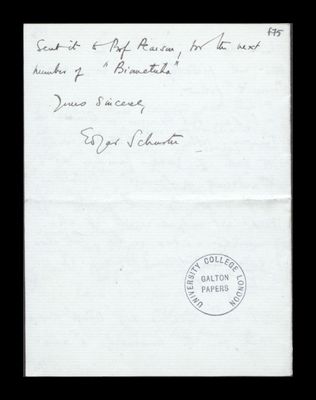 875
Sent it to Prof Pearson, for the next
number of "Biometrika"
Yours Sincerely
Edgar Schuster
UNIVERSITY COLLEGE LONDON
GALTON
PAPERS